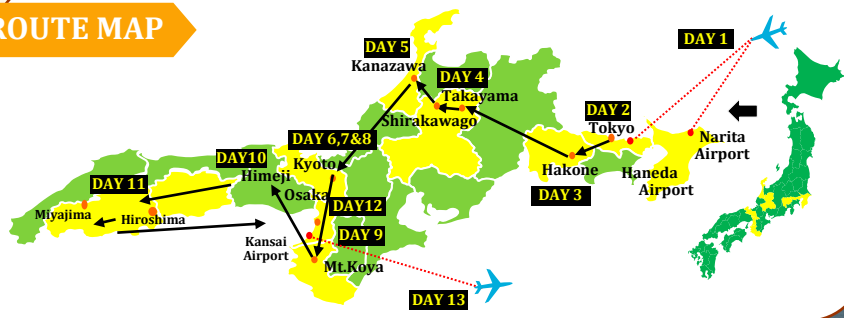 ROUTE MAP
DAY 1
DAY 5
Kanazawa
DAY 4
Takayama
Shirakawago
DAY 2
Tokyo
Narita
Airport
Haneda
Airport
Hakone
DAY 3
DAY 6,7&8
Kyoto
DAY10
Himeji
Osaka
DAY 11
Miyajima
Hiroshima
DAY12
DAY 9
Kansai
Airport
Mt.Koya
DAY 13